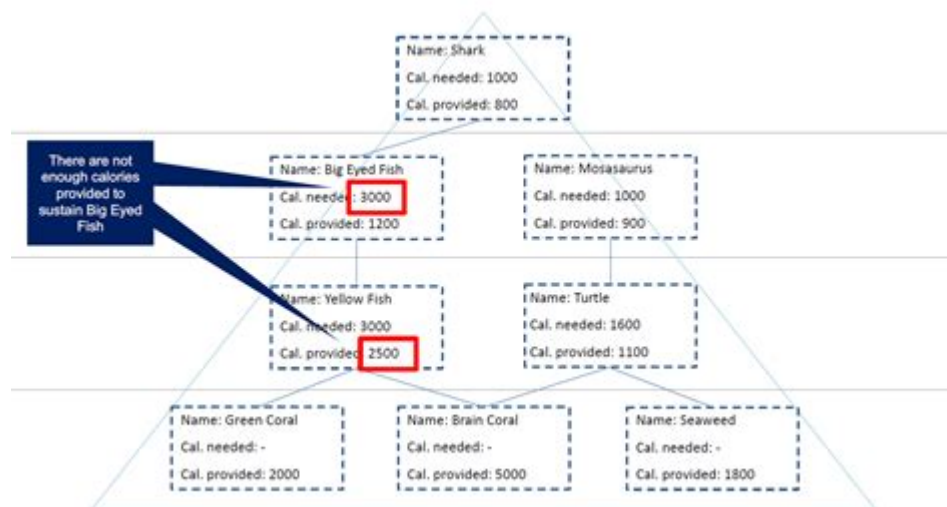 Name: Shark
Cal. needed: 1000
Cal. provided: 800
There are not
enough calories
provided to
sustain Big Eyed
Fish
Name: Big Eyed Fish
Cal. needed: 3000
Cal. provided: 1200
Name: Mosasaurus
Cal. needed: 1000
Cal. provided: 900
Name: Yellow Fish
Cal. needed: 3000
Cal. provided: 2500
Name: Turtle
Cal. needed: 1600
Cal. provided: 1100
Name: Green Coral
Cal. needed: -
Cal. provided: 2000
Name: Brain Coral
Cal. needed: -
Cal. provided: 5000
Name: Seaweed
Cal. needed: -
Cal. provided: 1800